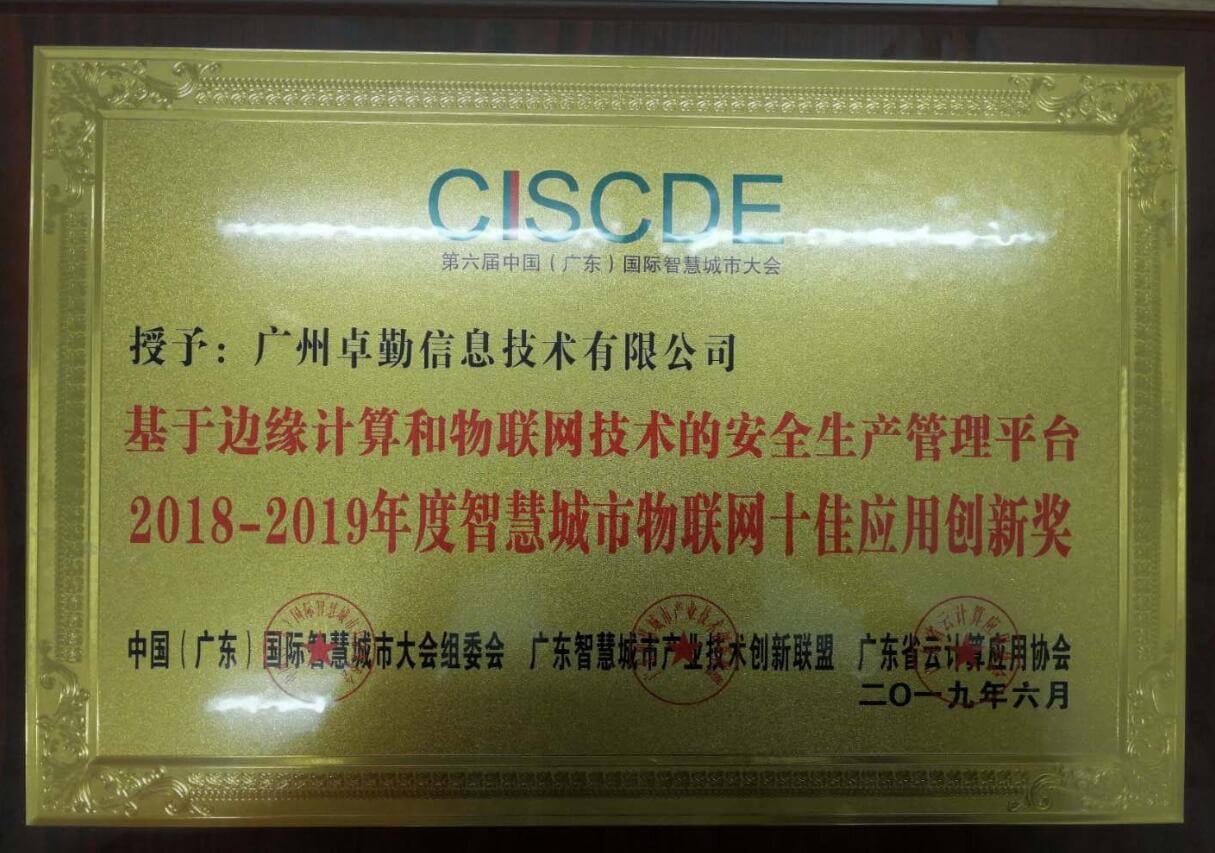 CISCDE
第六届中国（广东）国际智慧城市大会
授予：广州卓勤信息技术有限公司
基于边缘计算和物联网技术的安全生产管理平台
2018-2019年度智慧城市物联网十佳应用创新奖
中国（广东）国际智慧城市大会组委会 广东智慧城市产业技术创新联盟 广东省云计算应用协会
二〇一九年六月